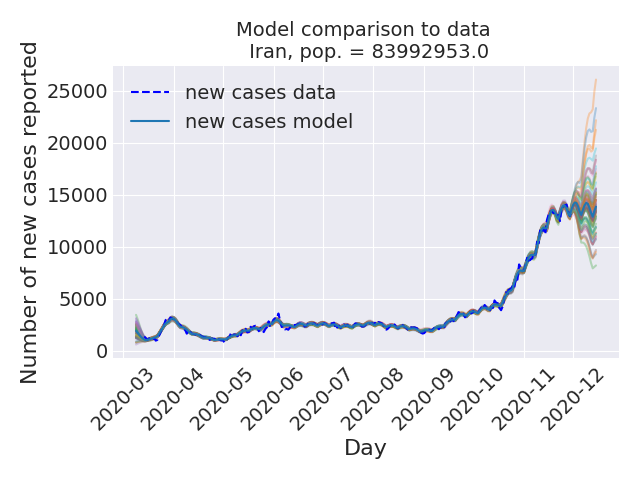 Model comparison to data
Iran, pop. = 83992953.0
Number of new cases reported
new cases data
new cases model
25000
20000
15000
10000
5000
0
2020-03
2020-04
2020-05
2020-06
2020-07
2020-08
2020-09
2020-10
2020-11
2020-12
Day